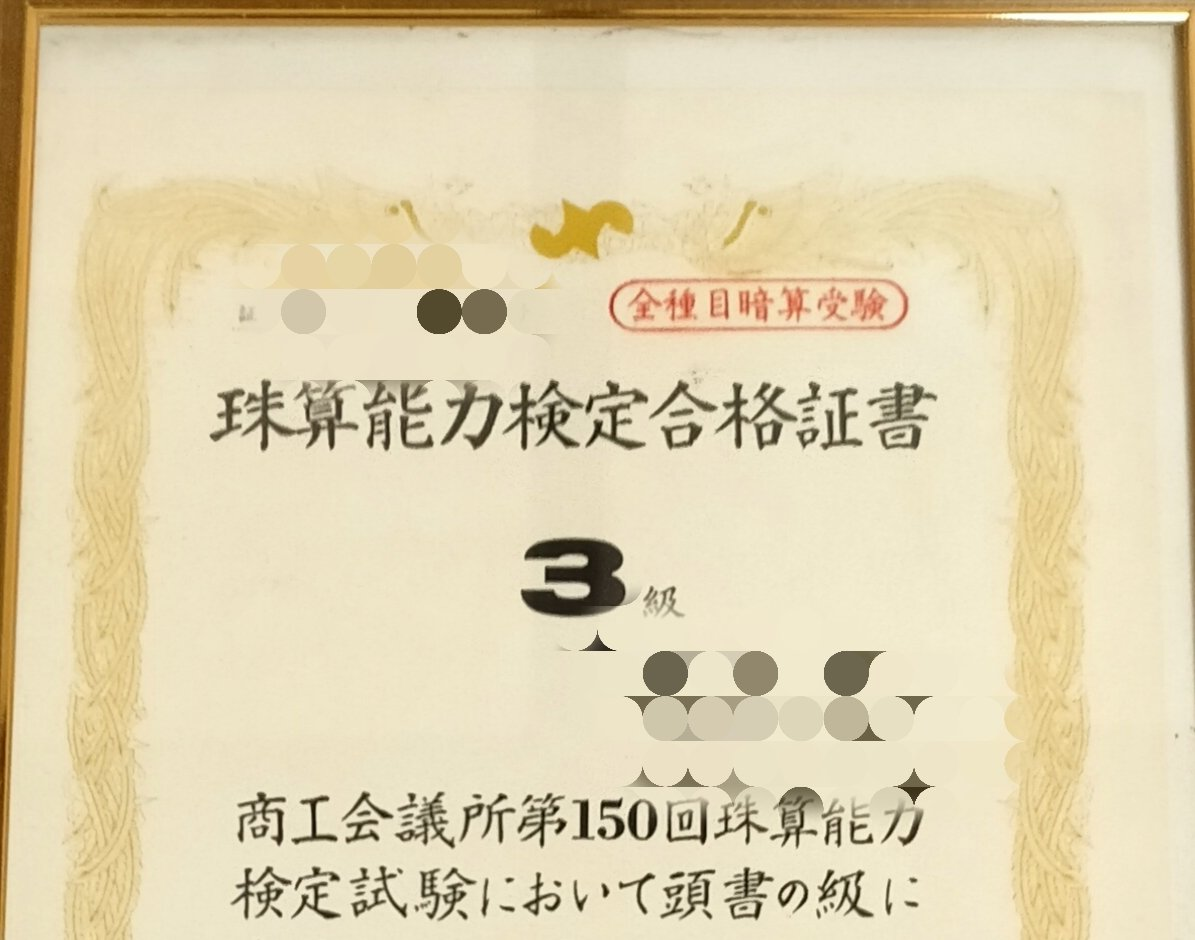 証
全種目暗算受験
珠算能力検定合格証書
3級
商工会議所第150回珠算能力
検定試験において頭書の級に